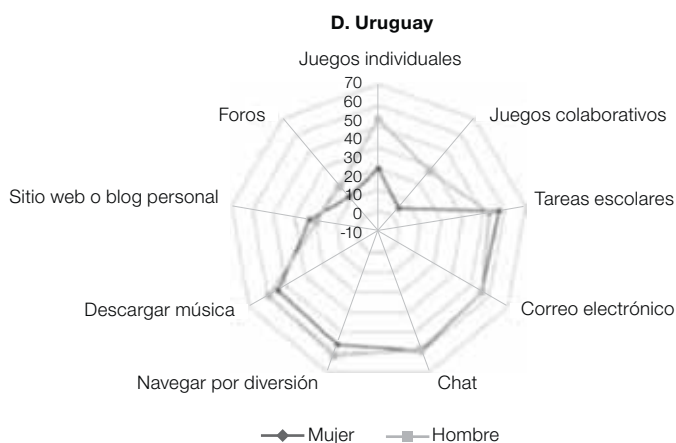 D. Uruguay
Juegos individuales
70
60
50
40
30
20
10
0
-10
Foros
Juegos colaborativos
Sitio web o blog personal
Tareas escolares
Descargar música
Correo electrónico
Navegar por diversión
Chat
Mujer
Hombre